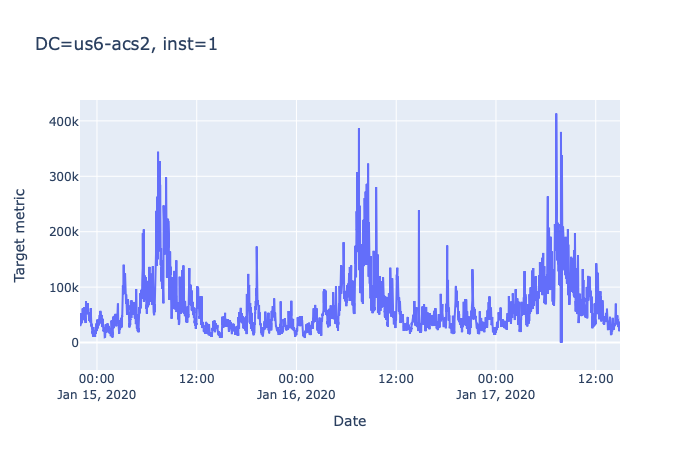 DC=us6-acs2, inst=1
400k
300k
200k
100k
0
Target metric
00:00 12:00 00:00 12:00 00:00 12:00
Jan 15, 2020 Jan 16, 2020 Jan 17, 2020
Date